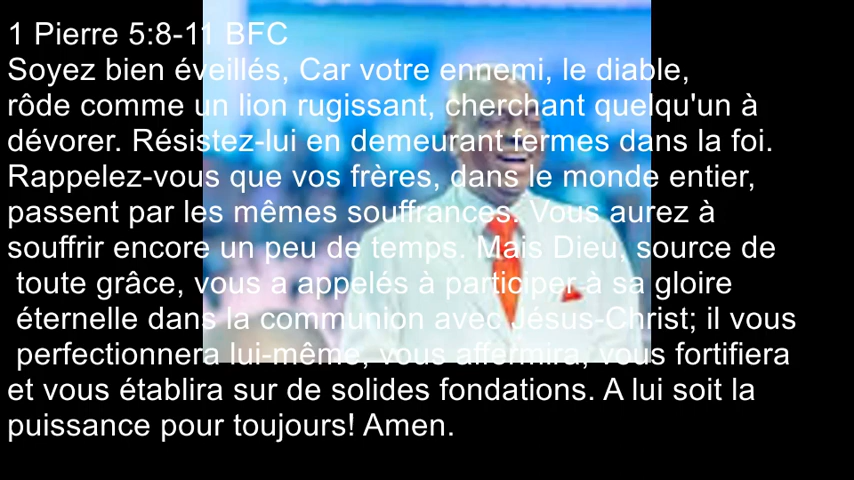 1 Pierre 5:8-11 BFC
Soyez bien éveillés, Car votre ennemi, le diable,
rôde comme un lion rugissant, cherchant quelqu'un à
dévorer. Résistez-lui en demeurant fermes dans la foi.
Rappelez-vous que vos frères, dans le monde entier,
passent par les mêmes souffrances. Vous aurez à
souffrir encore un peu de temps. Mais Dieu, source de
toute grâce, vous a appelés à participer à sa gloire
éternelle dans la communion avec Jésus-Christ; il vous
perfectionnera lui-même, vous affermira, vous fortifiera
et vous établira sur de solides fondations. A lui soit la
puissance pour toujours! Amen.